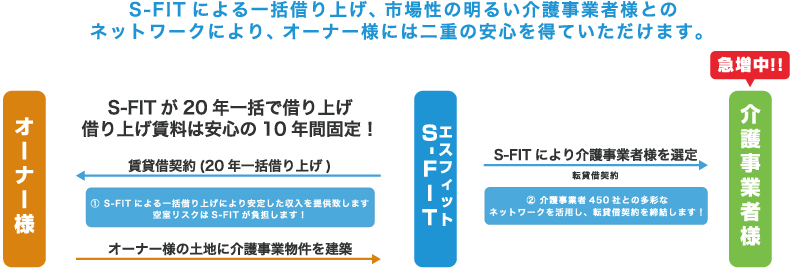 S-FITによる一括借り上げ、市場性の明るい介護事業者様との
ネットワークにより、オーナー様には二重の安心を得ていただけます。
急増中!!
オーナー様
S-FITが20年一括で借り上げ
借り上げ賃料は安心の10年間固定！
賃貸借契約(20年一括借り上げ)
① S-FITによる一括借り上げにより安定した収入を提供致します
空室リスクはS-FITが負担します！
オーナー様の土地に介護事業物件を建築
エスフィット
S-FIT
S-FITにより介護事業者様を選定
転貸借契約
② 介護事業者450社との多彩な
ネットワークを活用し、転貸借契約を締結します！
介護事業者様